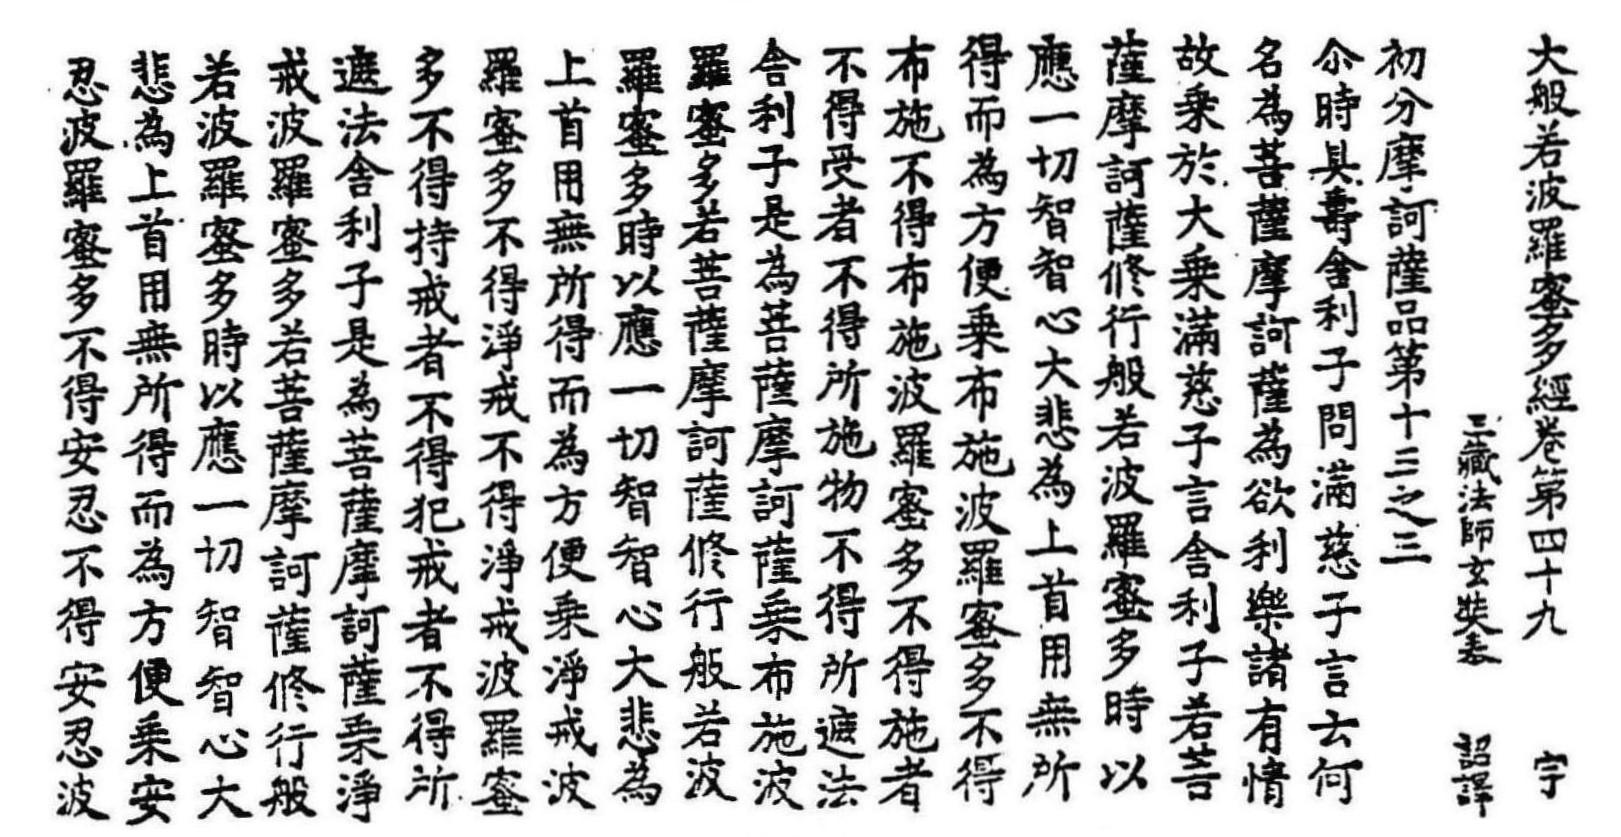 大般若波羅蜜多經卷第四十九 宇
三藏法師玄奘奉 詔譯
初分摩訶薩品第十三之三
尒時具壽舍利子問滿慈子言云何
名為菩薩摩訶薩為欲利樂諸有情
故乗於大乗滿慈子言舍利子若菩
薩摩訶薩修行般若波羅蜜多時以
應一切智智心大悲為上首用無所
得而為方便乗布施波羅蜜多不得
布施不得布施波羅蜜多不得施者
不得受者不得所施物不得所遮法
舍利子是為菩薩摩訶薩乗布施波
羅蜜多若菩薩摩訶薩修行般若波
羅蜜多時以應一切智智心大悲為
上首用無所得而為方便乗淨戒波
羅蜜多不得淨戒不得淨戒波羅蜜
多不得持戒者不得犯戒者不得所
遮法舍利子是為菩薩摩訶薩乗淨
戒波羅蜜多若菩薩摩訶薩修行般
若波羅蜜多時以應一切智智心大
悲為上首用無所得而為方便乗安
忍波羅蜜多不得安忍不得安忍波